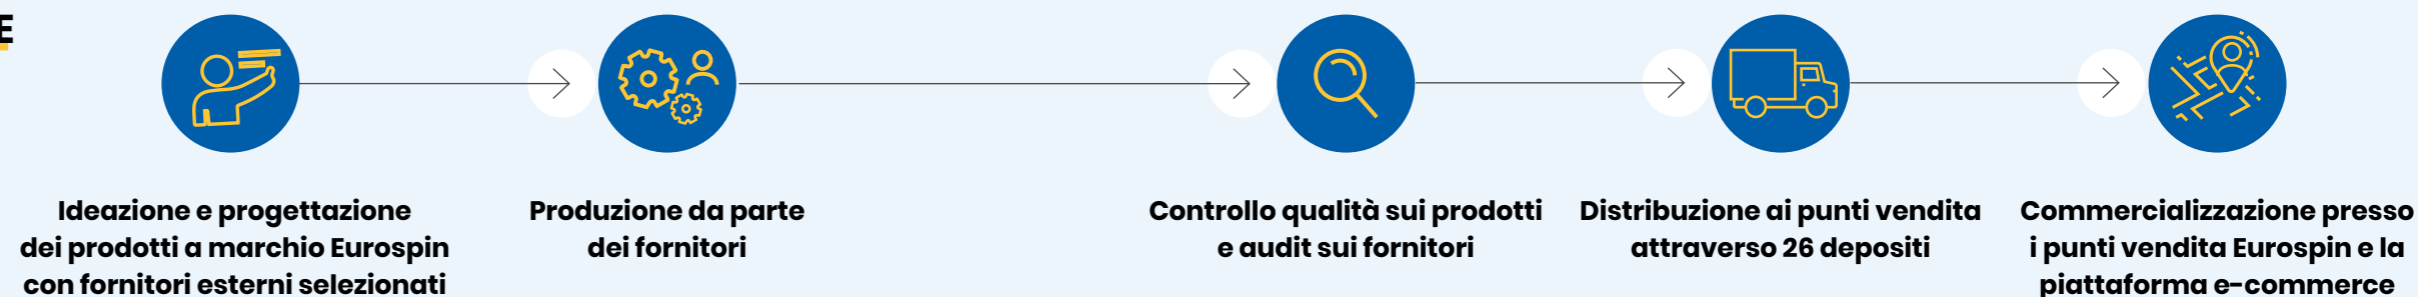 E
Ideazione e progettazione
dei prodotti a marchio Eurospin
con fornitori esterni selezionati
Produzione da parte
dei fornitori
Controllo qualità sui prodotti
e audit sui fornitori
Distribuzione ai punti vendita
attraverso 26 depositi
Commercializzazione presso
i punti vendita Eurospin e la
piattaforma e-commerce